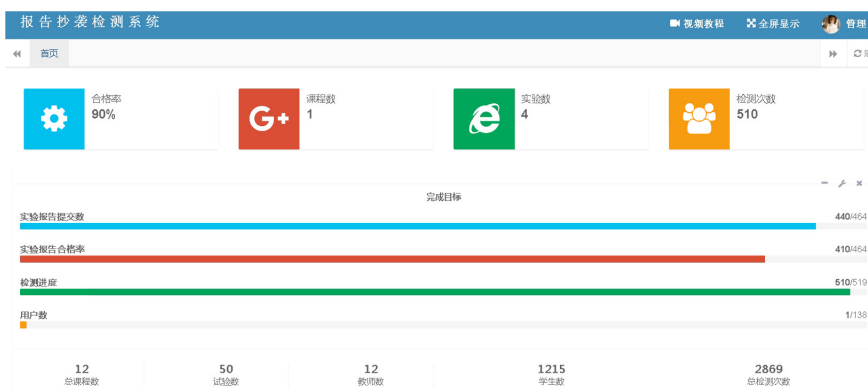 报告抄袭检测系统
视频教程 全屏显示 管理
首页
合格率
90%
课程数
1
实验数
4
检测次数
510
完成目标
实验报告提交数 440/464
实验报告合格率 410/464
检测进度 510/519
用户数 1/138
12 50 12 1215 2869
总课程数 试验数 教师数 学生数 总检测次数